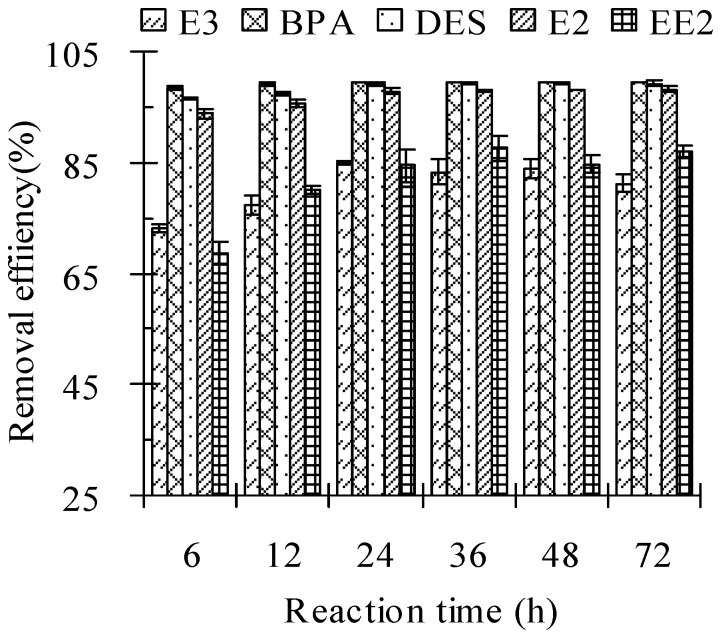 E3 BPA DES E2 EE2
105
85
65
45
25
Removal effiiency(%)
6 12 24 36 48 72
Reaction time (h)